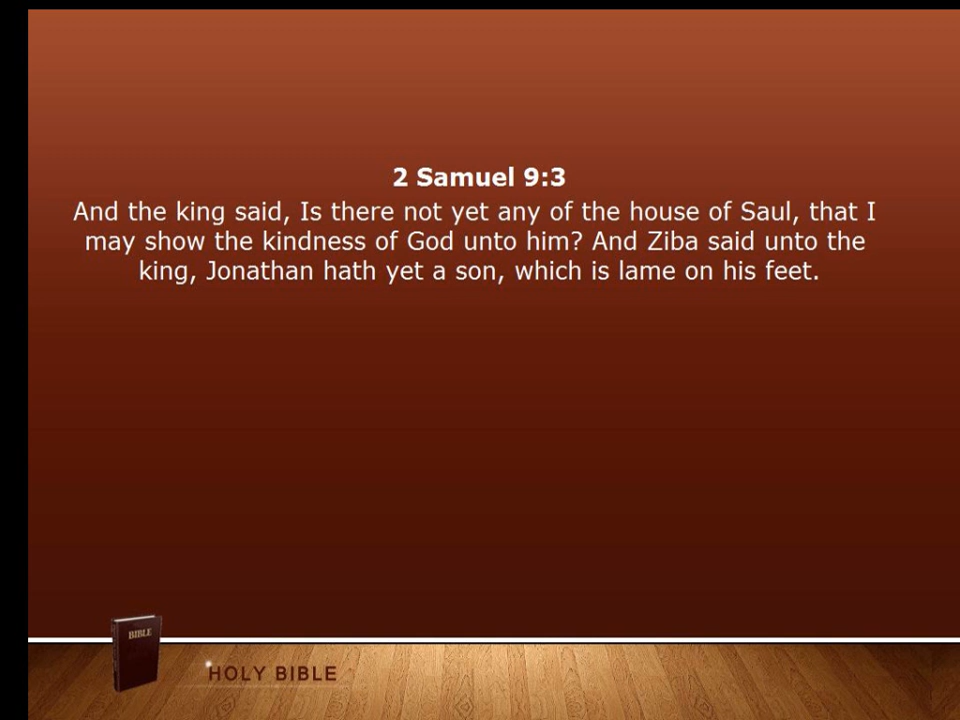 2 Samuel 9:3
And the king said, Is there not yet any of the house of Saul, that I
may show the kindness of God unto him? And Ziba said unto the
king, Jonathan hath yet a son, which is lame on his feet.
BIBLE
HOLY BIBLE